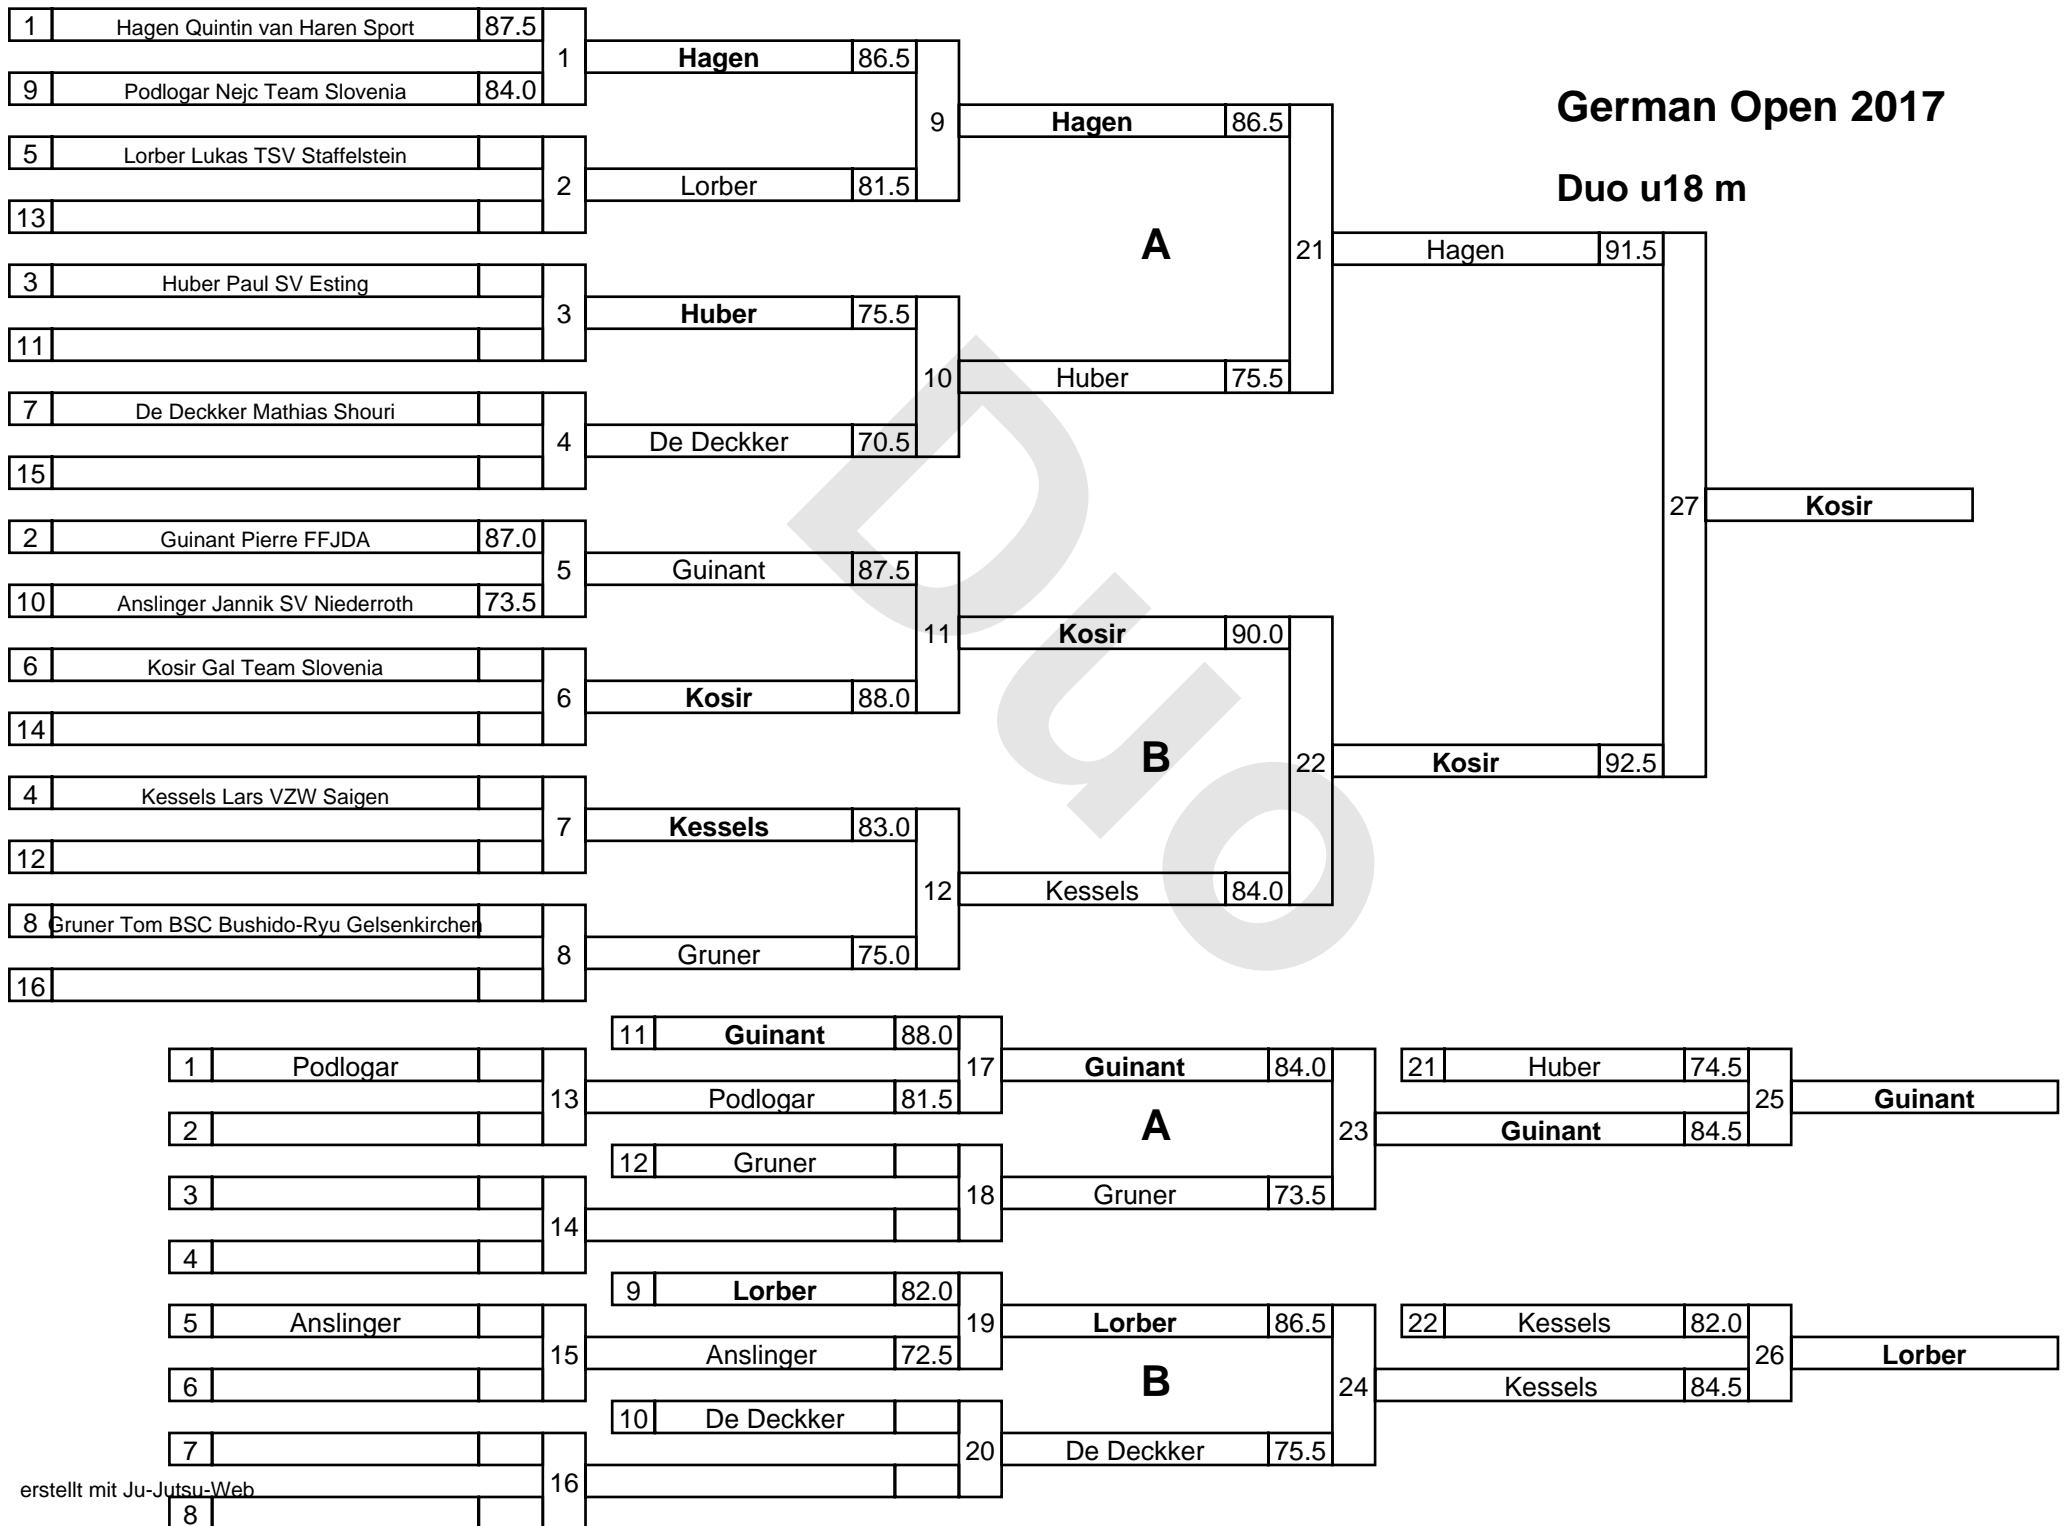 German Open 2017
Duo u18 m
1 Hagen Quintin van Haren Sport 87.5
9 Podlogar Nejc Team Slovenia 84.0
1
5 Lorber Lukas TSV Staffelstein
13
2
3 Huber Paul SV Esting
11
3
7 De Deckker Mathias Shouri
15
4
2 Guinant Pierre FFJDA 87.0
10 Anslinger Jannik SV Niederroth 73.5
5
6 Kosir Gal Team Slovenia
14
6
4 Kessels Lars VZW Saigen
12
7
8 Gruner Tom BSC Bushido-Ryu Gelsenkirchen
16
8
Hagen 86.5
Lorber 81.5
9
Huber 75.5
De Deckker 70.5
10
Guinant 87.5
Kosir 88.0
11
Kessels 83.0
Gruner 75.0
12
Hagen 86.5
A
Huber 75.5
21
Kosir 90.0
B
Kessels 84.0
22
Hagen 91.5
Kosir 92.5
27
Kosir
Duo
1 Podlogar
2
13
3
4
14
5 Anslinger
6
15
7
8
16
11 Guinant 88.0
Podlogar 81.5
17
12 Gruner
18
9 Lorber 82.0
Anslinger 72.5
19
10 De Deckker
20
Guinant 84.0
A
Gruner 73.5
23
Lorber 86.5
B
De Deckker 75.5
24
21 Huber 74.5
Guinant 84.5
25
Guinant
22 Kessels 82.0
Kessels 84.5
26
Lorber
erstellt mit Ju-Jutsu-Web